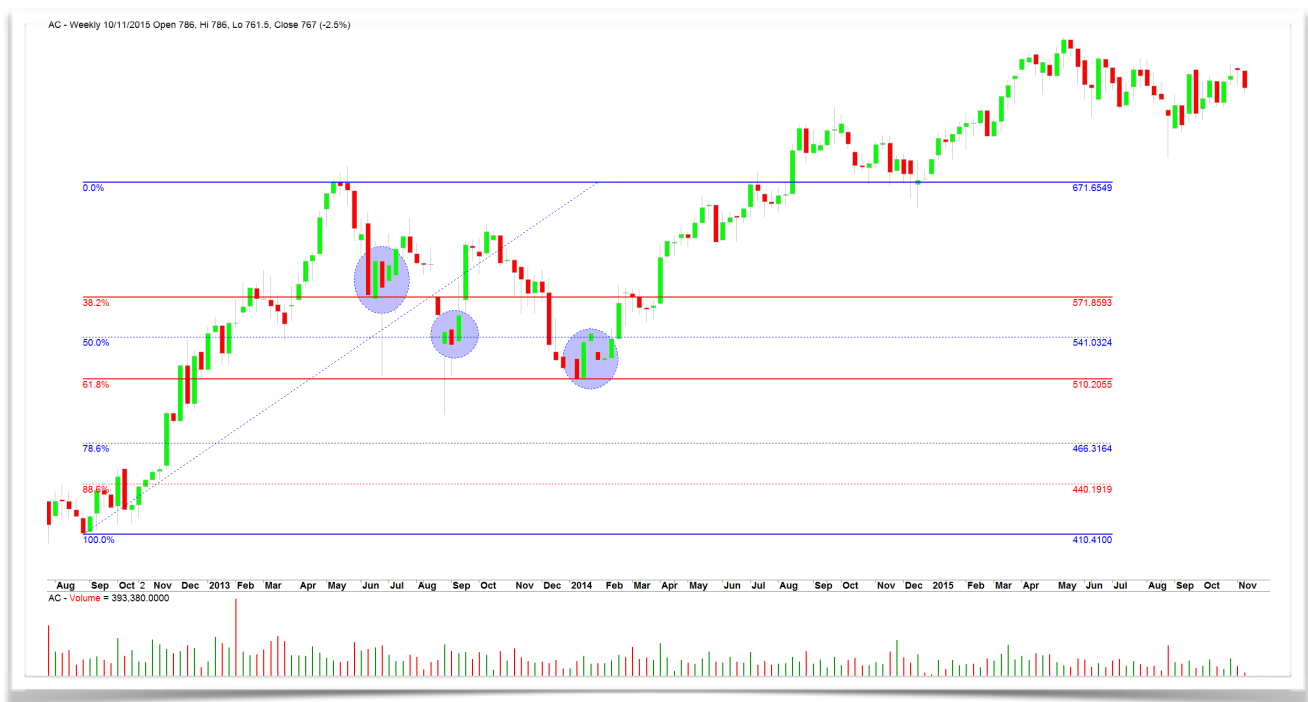 AC - Weekly 10/11/2015 Open 786, Hi 786, Lo 761.5, Close 767 (-2.5%)
0.0% 671.6549
38.2% 571.8593
50.0% 541.0324
61.8% 510.2055
78.6% 466.3164
88.6% 440.1919
100.0% 410.4100
Aug Sep Oct 2 Nov Dec 2013 Feb Mar Apr May Jun Jul Aug Sep Oct Nov Dec 2014 Feb Mar Apr May Jun Jul Aug Sep Oct Nov Dec 2015 Feb Mar Apr May Jun Jul Aug Sep Oct Nov
AC - Volume = 393,380.0000